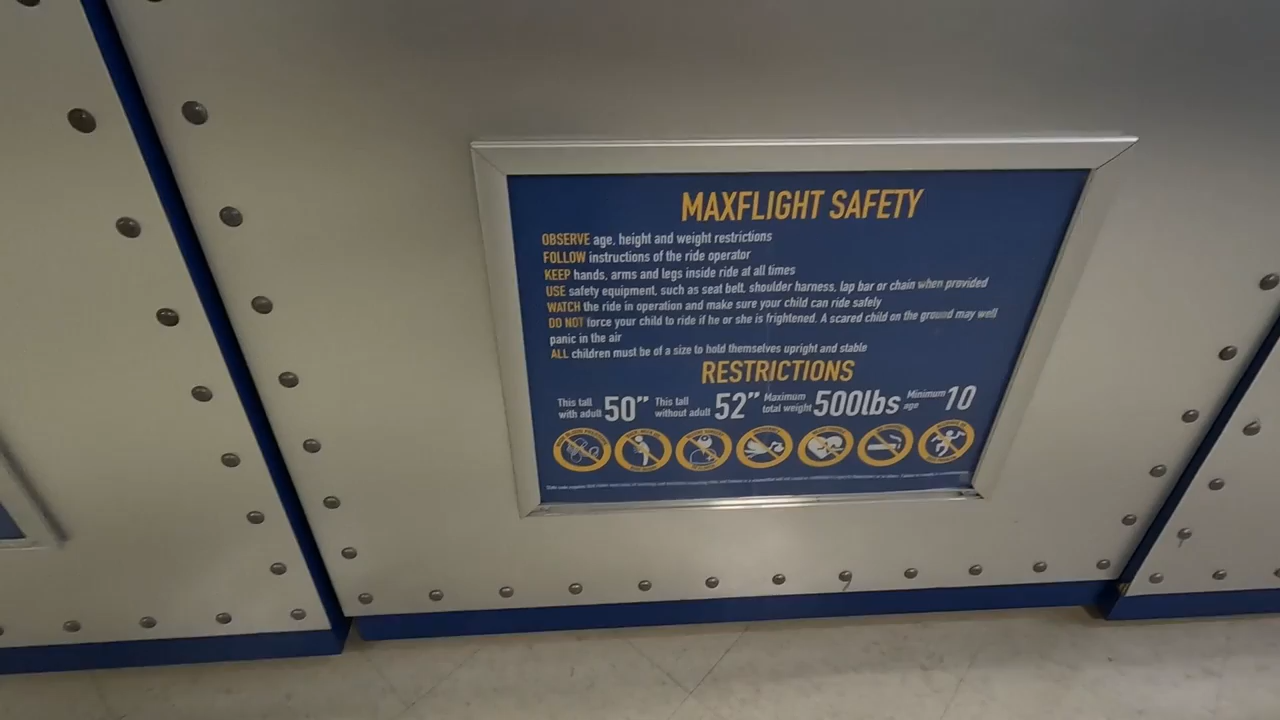 MAXFLIGHT SAFETY
OBSERVE age, height and weight restrictions
FOLLOW instructions of the ride operator
KEEP hands, arms and legs inside ride at all times
USE safety equipment, such as seat belt, shoulder harness, lap bar or chain when provided
WATCH the ride in operation and make sure your child can ride safely
DO NOT force your child to ride if he or she is frightened. A scared child on the ground may well
panic in the air
ALL children must be of a size to hold themselves upright and stable
RESTRICTIONS
This tall with adult 50" This tall without adult 52" Maximum total weight 500lbs Minimum age 10